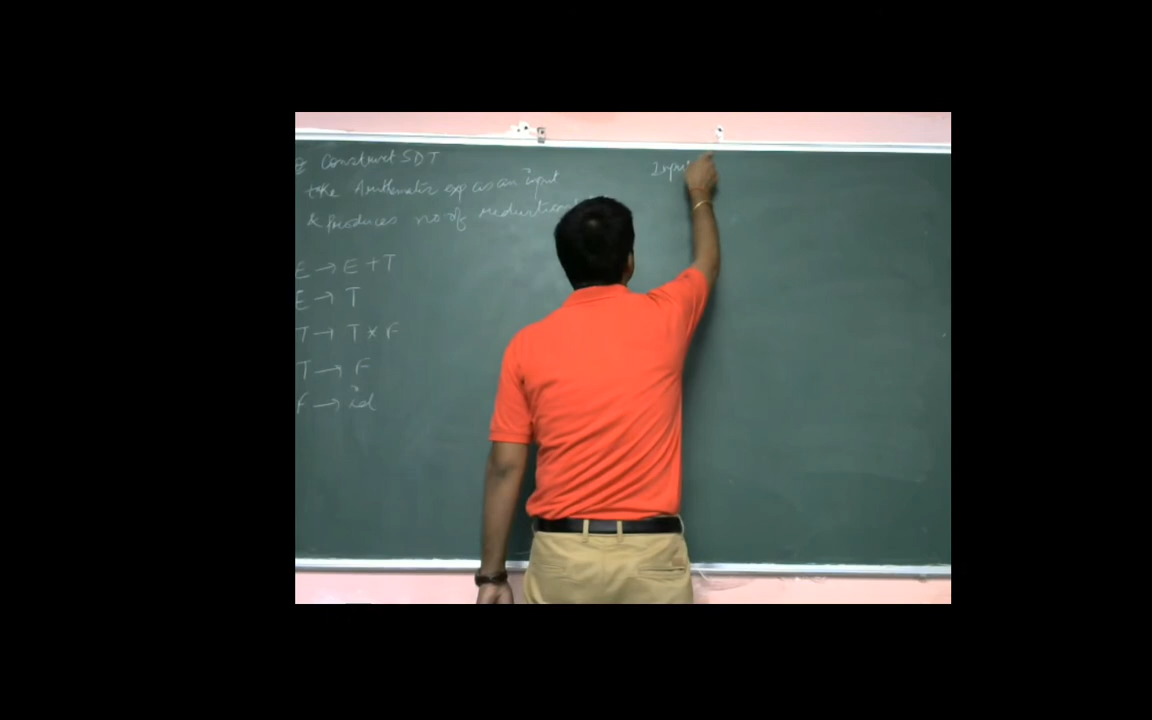 Construct SDT
take Arithmetic exp as an input
& produces no of reductions
E → E + T
E → T
T → T * F
T → F
F → id
Input